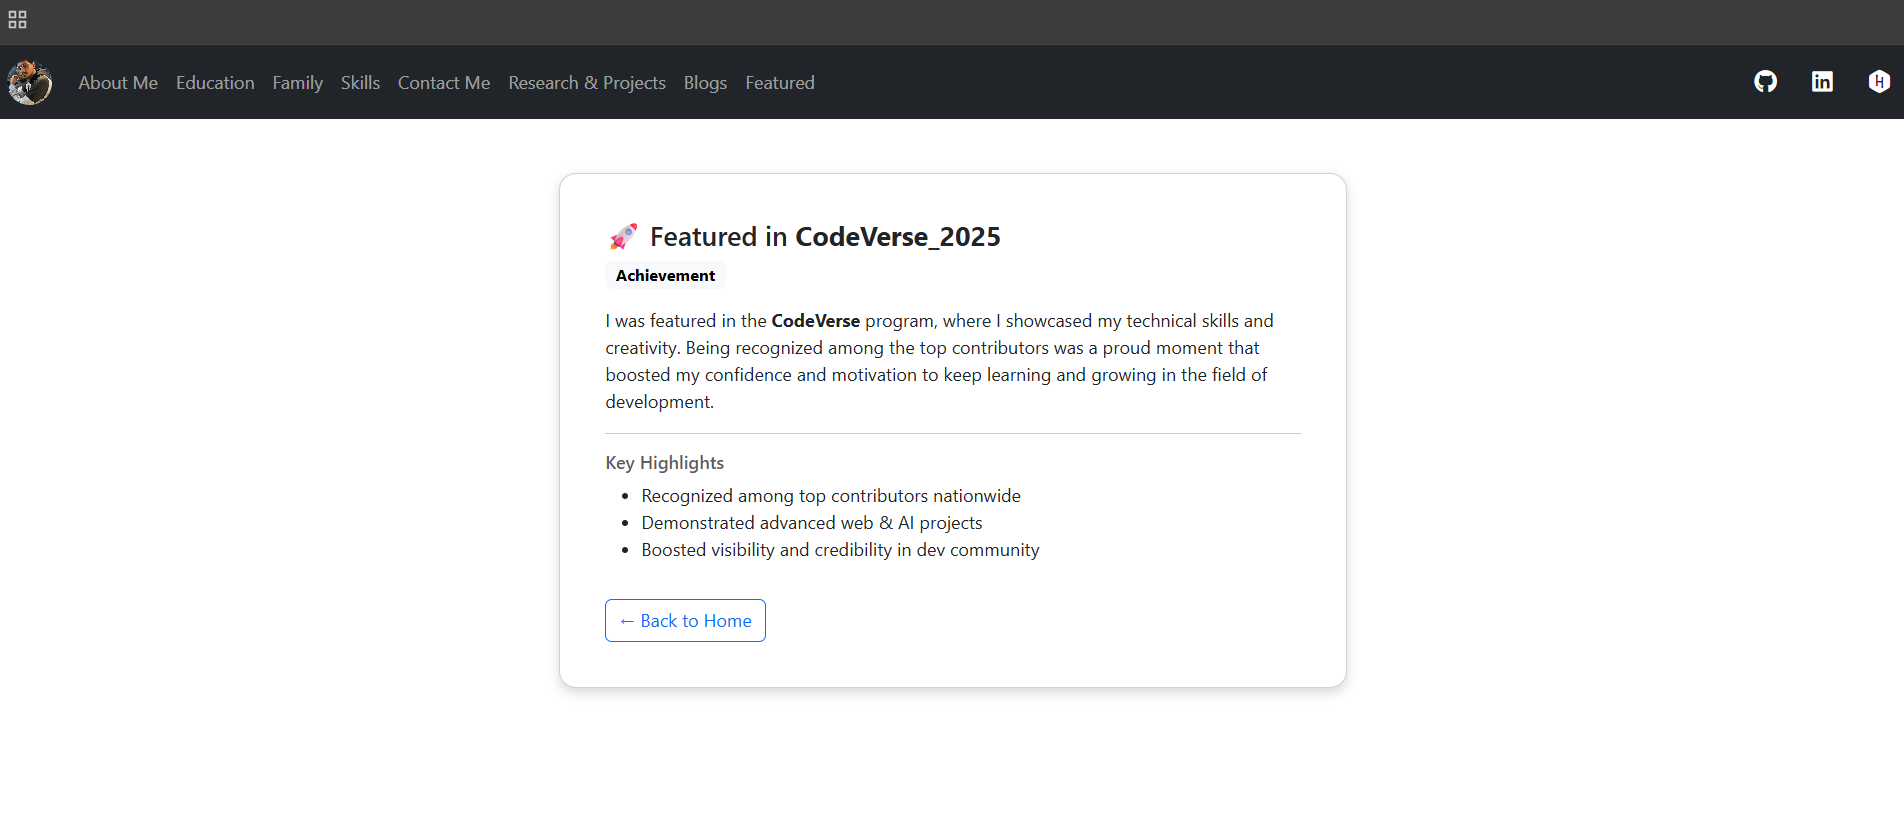 About Me Education Family Skills Contact Me Research & Projects Blogs Featured
🚀 Featured in CodeVerse_2025
Achievement
I was featured in the CodeVerse program, where I showcased my technical skills and
creativity. Being recognized among the top contributors was a proud moment that
boosted my confidence and motivation to keep learning and growing in the field of
development.
Key Highlights
• Recognized among top contributors nationwide
• Demonstrated advanced web & AI projects
• Boosted visibility and credibility in dev community
← Back to Home